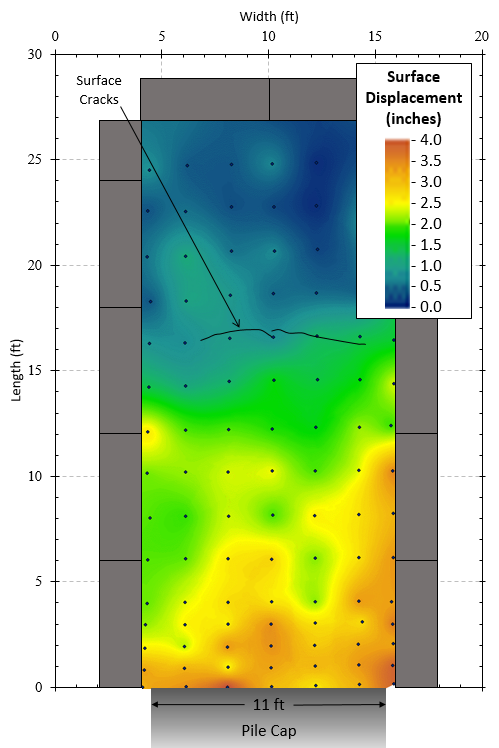 Width (ft)
0 5 10 15 20
30
25
20
15
10
5
0
Length (ft)
Surface
Cracks
Surface
Displacement
(inches)
4.0
3.5
3.0
2.5
2.0
1.5
1.0
0.5
0.0
11 ft
Pile Cap